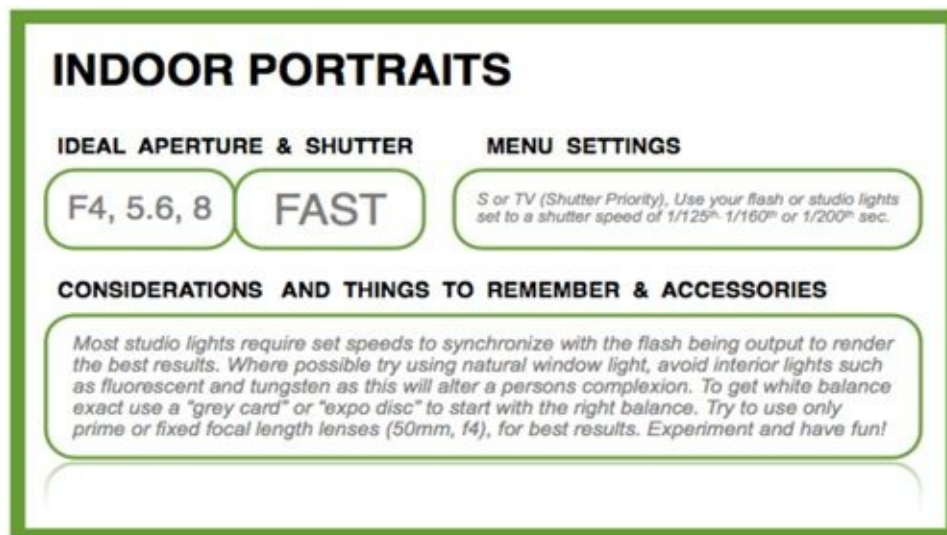 INDOOR PORTRAITS
IDEAL APERTURE & SHUTTER
MENU SETTINGS
F4, 5.6, 8
FAST
S or TV (Shutter Priority), Use your flash or studio lights
set to a shutter speed of 1/125th, 1/160th or 1/200th sec.
CONSIDERATIONS AND THINGS TO REMEMBER & ACCESSORIES
Most studio lights require set speeds to synchronize with the flash being output to render
the best results. Where possible try using natural window light, avoid interior lights such
as fluorescent and tungsten as this will alter a persons complexion. To get white balance
exact use a “grey card” or “expo disc” to start with the right balance. Try to use only
prime or fixed focal length lenses (50mm, f4), for best results. Experiment and have fun!